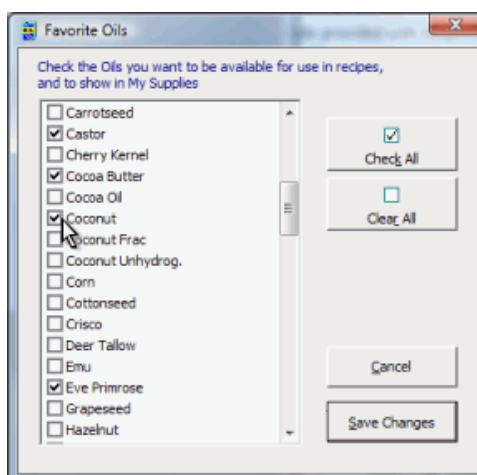 Favorite Oils
Check the Oils you want to be available for use in recipes,
and to show in My Supplies
Carrotseed
Castor
Cherry Kernel
Cocoa Butter
Cocoa Oil
Coconut
Coconut Frac
Coconut Unhydrog.
Corn
Cottonseed
Crisco
Deer Tallow
Emu
Eve Primrose
Grapeseed
Hazelnut
Check All
Clear All
Cancel
Save Changes